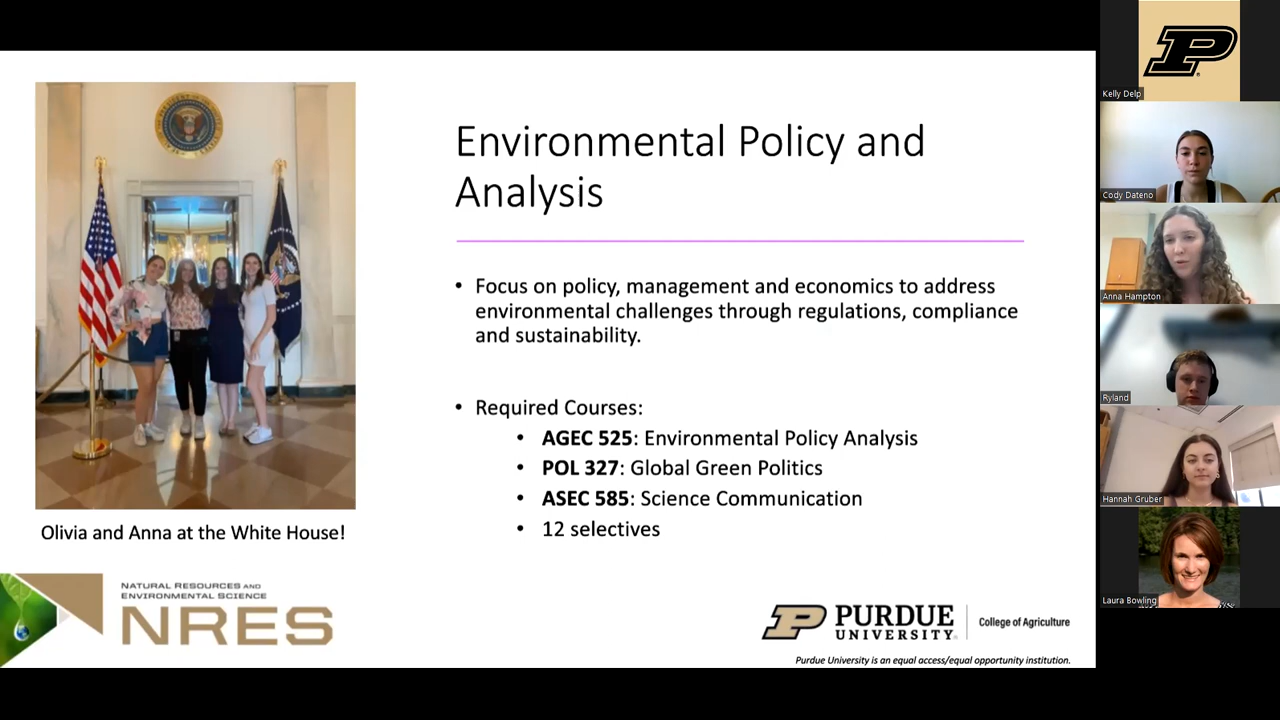 Environmental Policy and
Analysis
• Focus on policy, management and economics to address
environmental challenges through regulations, compliance
and sustainability.
• Required Courses:
• AGEC 525: Environmental Policy Analysis
• POL 327: Global Green Politics
• ASEC 585: Science Communication
• 12 selectives
Olivia and Anna at the White House!
NATURAL RESOURCES AND
ENVIRONMENTAL SCIENCE
NRES
P PURDUE
UNIVERSITY®
College of Agriculture
Purdue University is an equal access/equal opportunity institution.
P
Kelly Delp
Cody Dateno
Anna Hampton
Ryland
Hannah Gruber
Laura Bowling